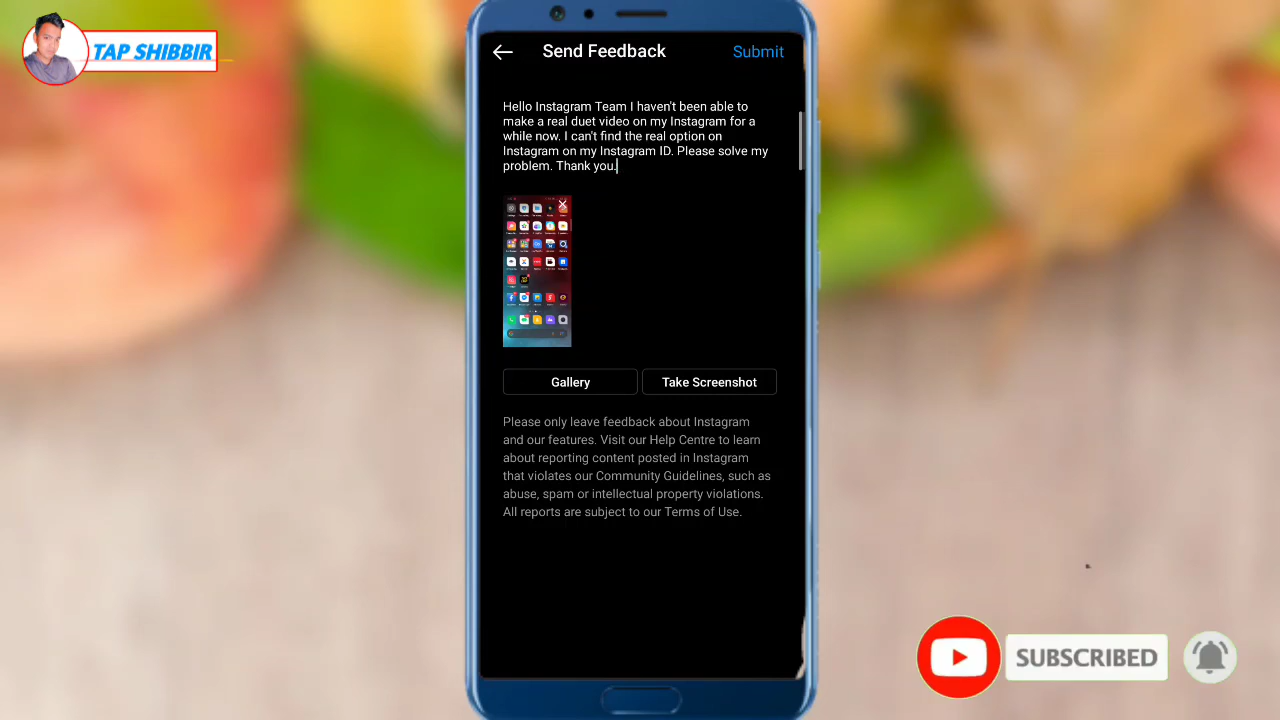 TAP SHIBBIR
Send Feedback
Submit
Hello Instagram Team I haven't been able to
make a real duet video on my Instagram for a
while now. I can't find the real option on
Instagram on my Instagram ID. Please solve my
problem. Thank you.
Gallery
Take Screenshot
Please only leave feedback about Instagram
and our features. Visit our Help Centre to learn
about reporting content posted in Instagram
that violates our Community Guidelines, such as
abuse, spam or intellectual property violations.
All reports are subject to our Terms of Use.
SUBSCRIBED